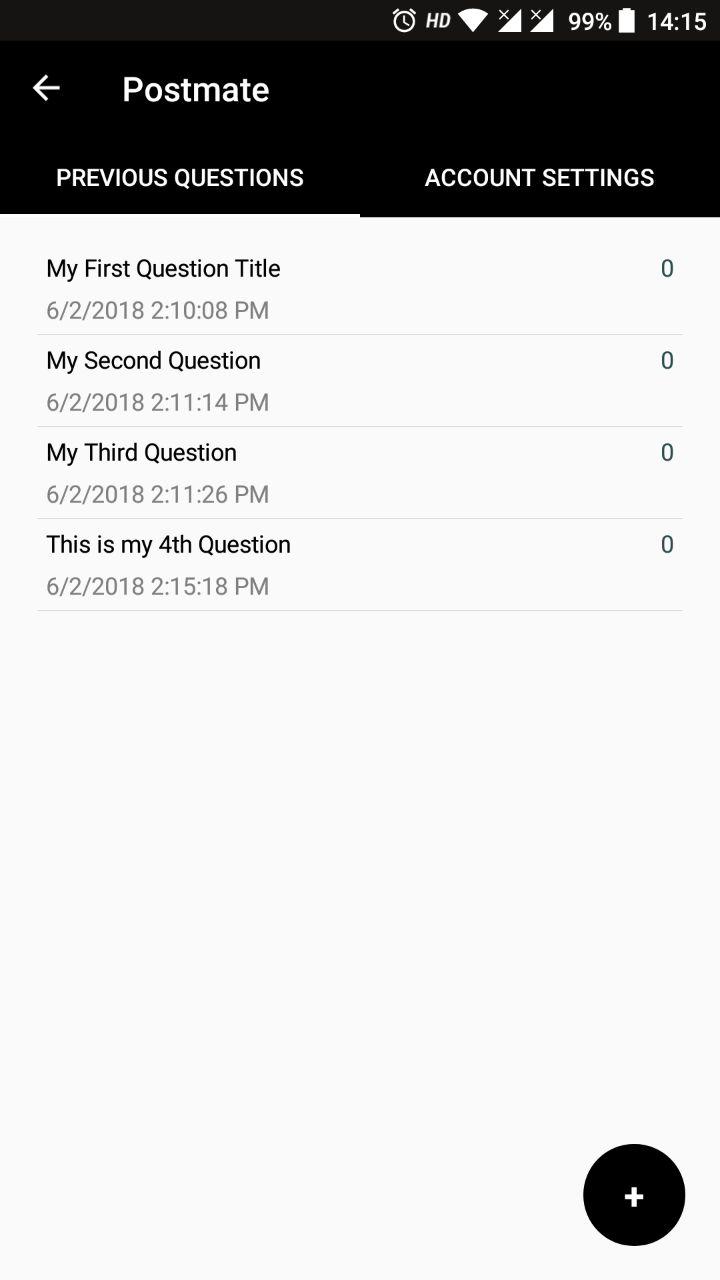 HD 99% 14:15
Postmate
PREVIOUS QUESTIONS ACCOUNT SETTINGS
My First Question Title 0
6/2/2018 2:10:08 PM
My Second Question 0
6/2/2018 2:11:14 PM
My Third Question 0
6/2/2018 2:11:26 PM
This is my 4th Question 0
6/2/2018 2:15:18 PM
+